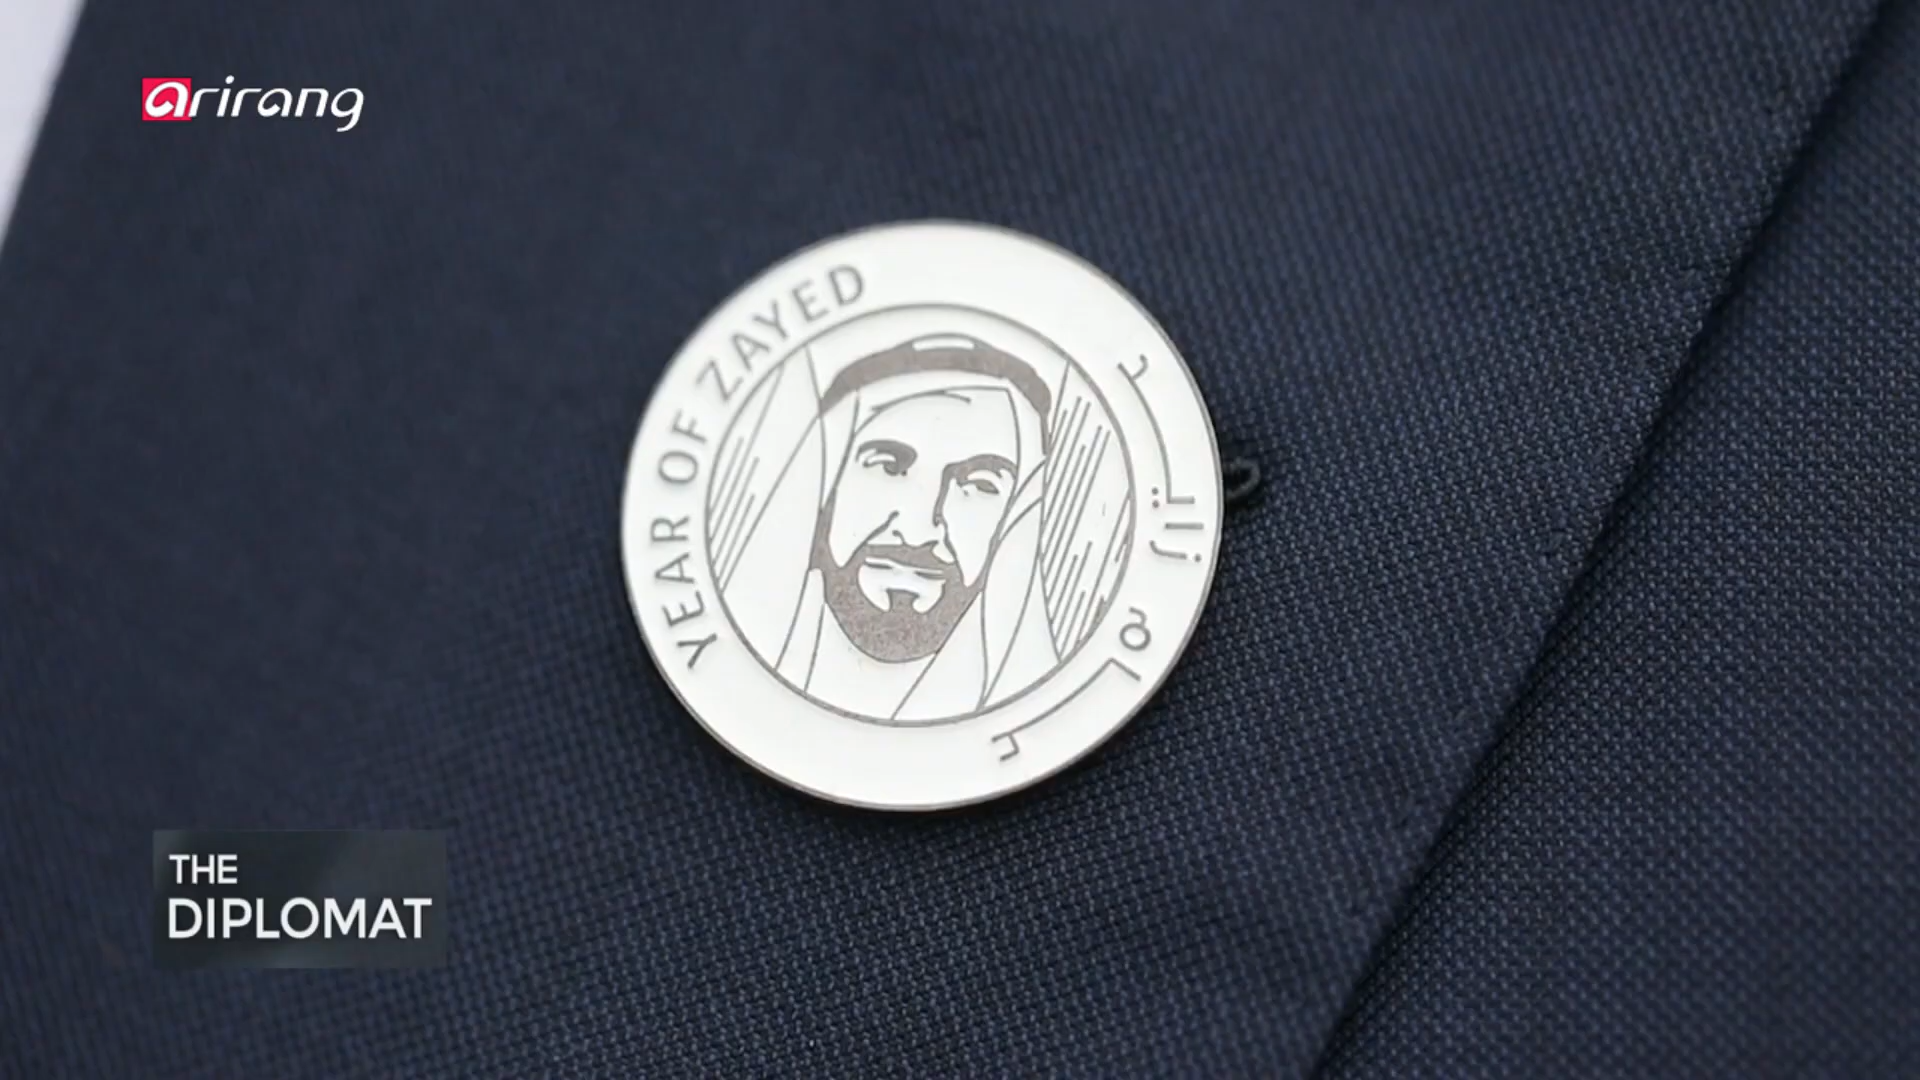 arirang
YEAR OF ZAYED
عام زايد
THE
DIPLOMAT